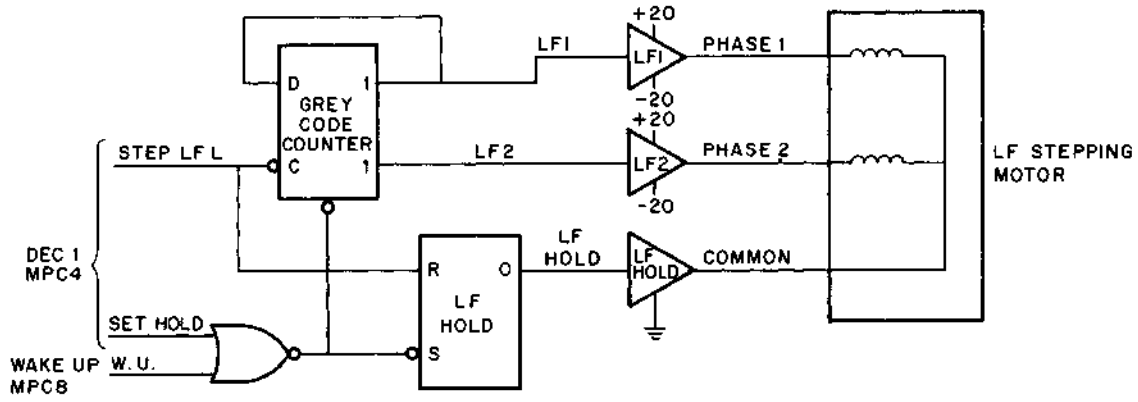 +20
LF1
PHASE 1
LF1
-20
D
1
GREY
CODE
COUNTER
+20
STEP LF L
C
1
LF2
PHASE 2
LF2
-20
LF STEPPING
MOTOR
DEC 1
MPC4
R
O
LF
HOLD
LF
HOLD
COMMON
LF
HOLD
SET HOLD
S
WAKE UP
MPC8
W.U.